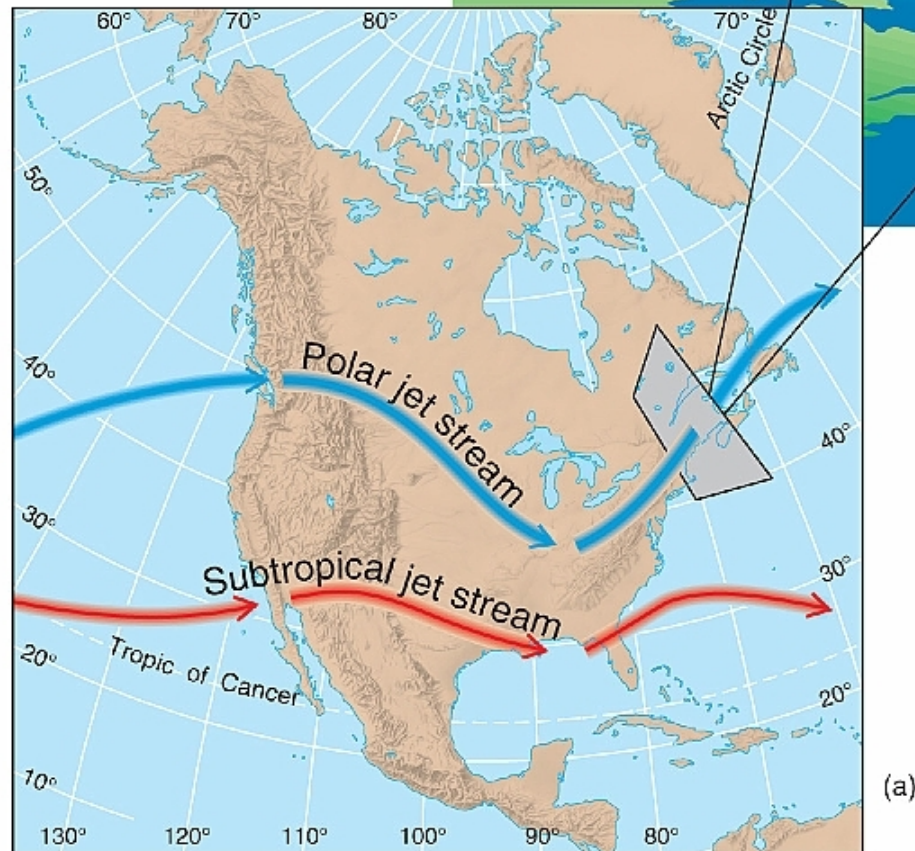 60° 70° 80° 70°
Arctic Circle
50°
Polar jet stream
40°
40°
30°
Subtropical jet stream
30°
Tropic of Cancer
20°
20°
10°
(a)
130° 120° 110° 100° 90° 80°